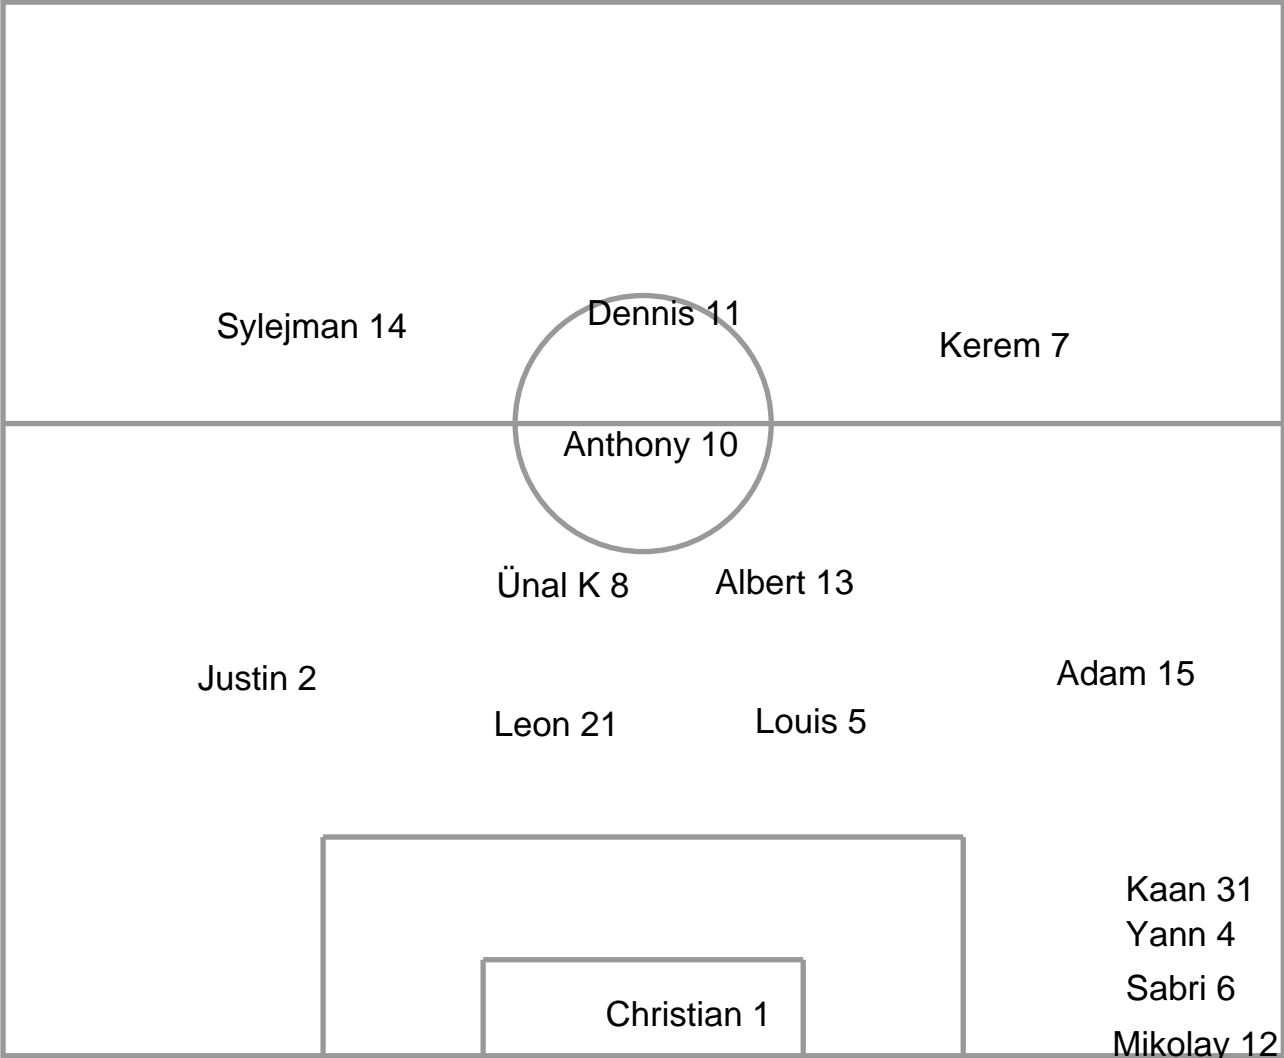 Dennis 11
Sylejman 14
Kerem 7
Anthony 10
Ünal K 8
Albert 13
Justin 2
Adam 15
Leon 21
Louis 5
Kaan 31
Yann 4
Sabri 6
Christian 1
Mikolay 12